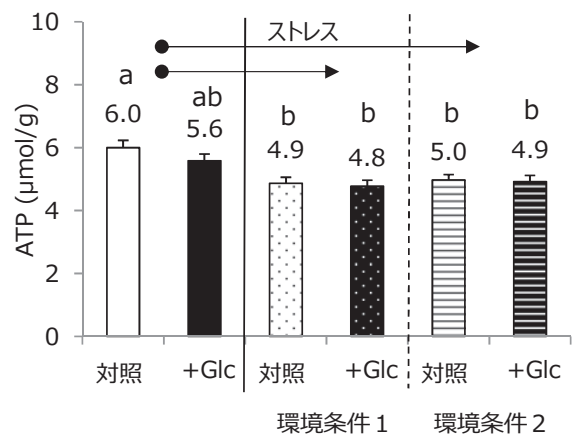 10
8
6
4
2
0
ATP (μmol/g)
ストレス
a
6.0
ab
5.6
b
4.9
b
4.8
b
5.0
b
4.9
対照
+Glc
対照
+Glc
対照
+Glc
環境条件1
環境条件2